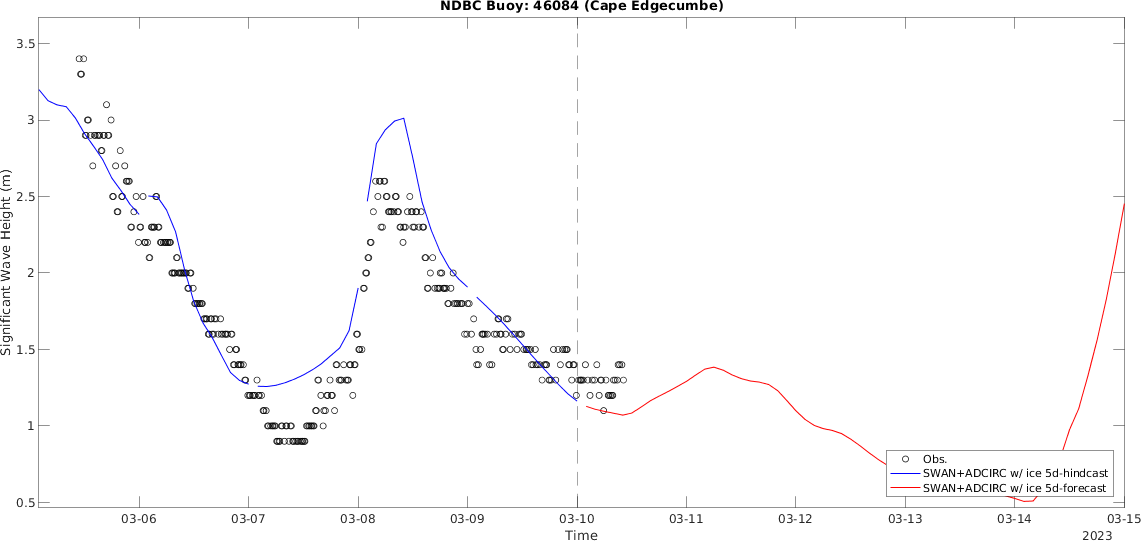 NDBC Buoy: 46084 (Cape Edgecumbe)
Significant Wave Height (m)
3.5
3
2.5
2
1.5
1
0.5
Obs.
SWAN+ADCIRC w/ ice 5d-hindcast
SWAN+ADCIRC w/ ice 5d-forecast
03-06 03-07 03-08 03-09 03-10 03-11 03-12 03-13 03-14 03-15
Time
2023